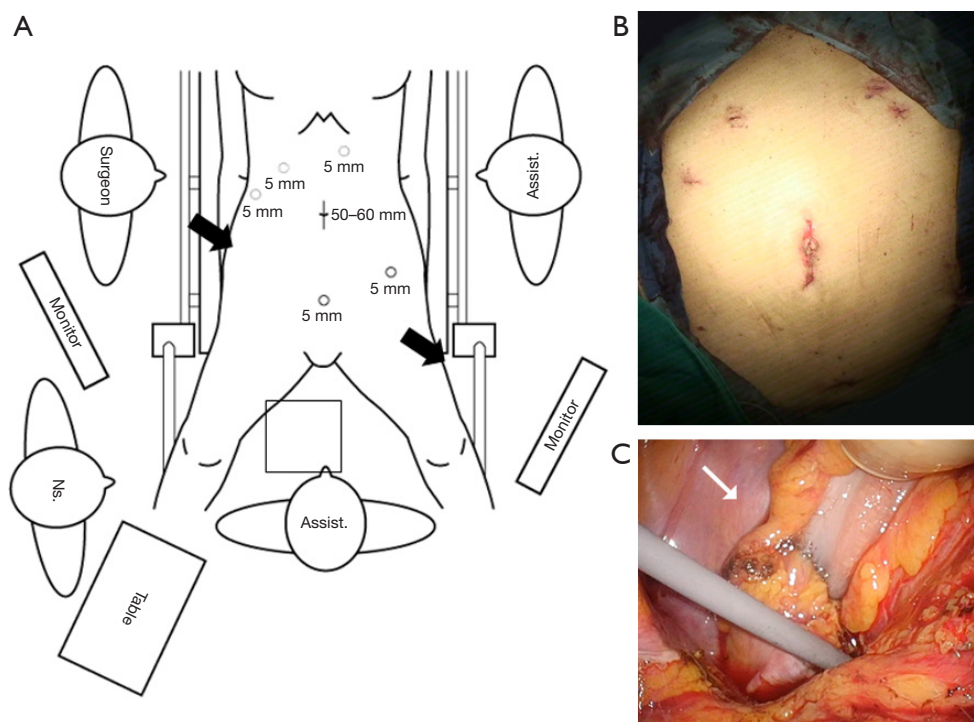 A
B
C
Surgeon
Assist.
5 mm
5 mm
5 mm
50–60 mm
5 mm
5 mm
Monitor
Monitor
Ns.
Assist.
Table